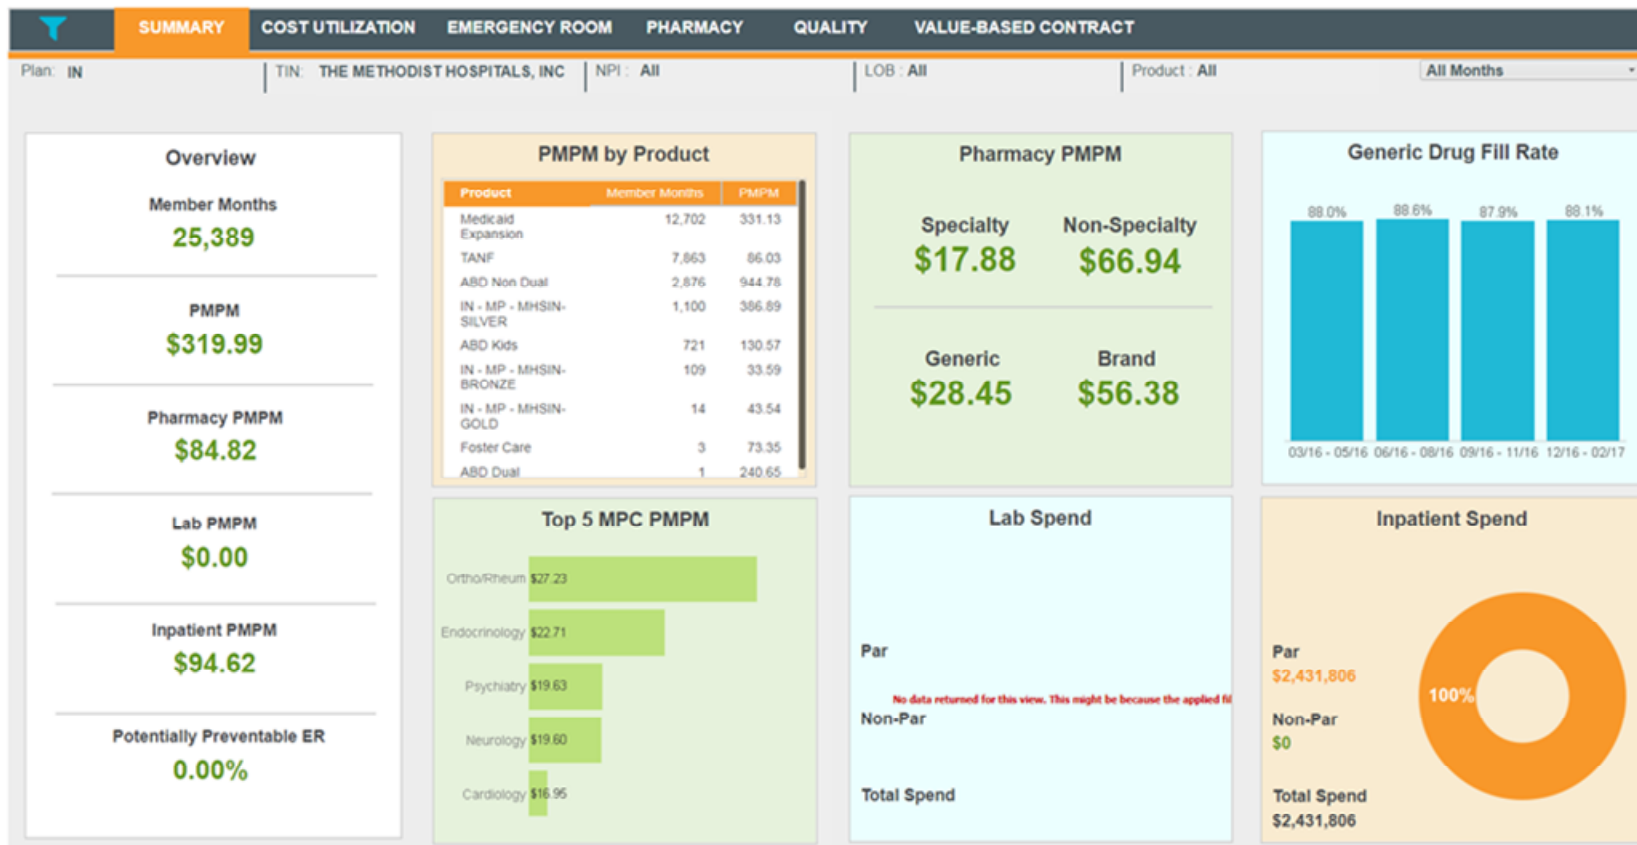 SUMMARY COST UTILIZATION EMERGENCY ROOM PHARMACY QUALITY VALUE-BASED CONTRACT
Plan: IN TIN: THE METHODIST HOSPITALS, INC NPI : All LOB : All Product : All All Months
Overview
Member Months
25,389
PMPM
$319.99
Pharmacy PMPM
$84.82
Lab PMPM
$0.00
Inpatient PMPM
$94.62
Potentially Preventable ER
0.00%
PMPM by Product
Product Member Months PMPM
Medicaid
Expansion 12,702 331.13
TANF 7,863 86.03
ABD Non Dual 2,876 944.78
IN - MP - MHSIN-
SILVER 1,100 386.89
ABD Kids 721 130.57
IN - MP - MHSIN-
BRONZE 109 33.59
IN - MP - MHSIN-
GOLD 14 43.54
Foster Care 3 73.35
ABD Dual 1 240.65
Pharmacy PMPM
Specialty Non-Specialty
$17.88 $66.94
Generic Brand
$28.45 $56.38
Generic Drug Fill Rate
88.0% 88.6% 87.9% 88.1%
03/16 - 05/16 06/16 - 08/16 09/16 - 11/16 12/16 - 02/17
Top 5 MPC PMPM
Ortho/Rheum $27.23
Endocrinology $22.71
Psychiatry $19.63
Neurology $19.60
Cardiology $16.95
Lab Spend
Par
No data returned for this view. This might be because the applied fil
Non-Par
Total Spend
Inpatient Spend
Par
$2,431,806
100%
Non-Par
$0
Total Spend
$2,431,806